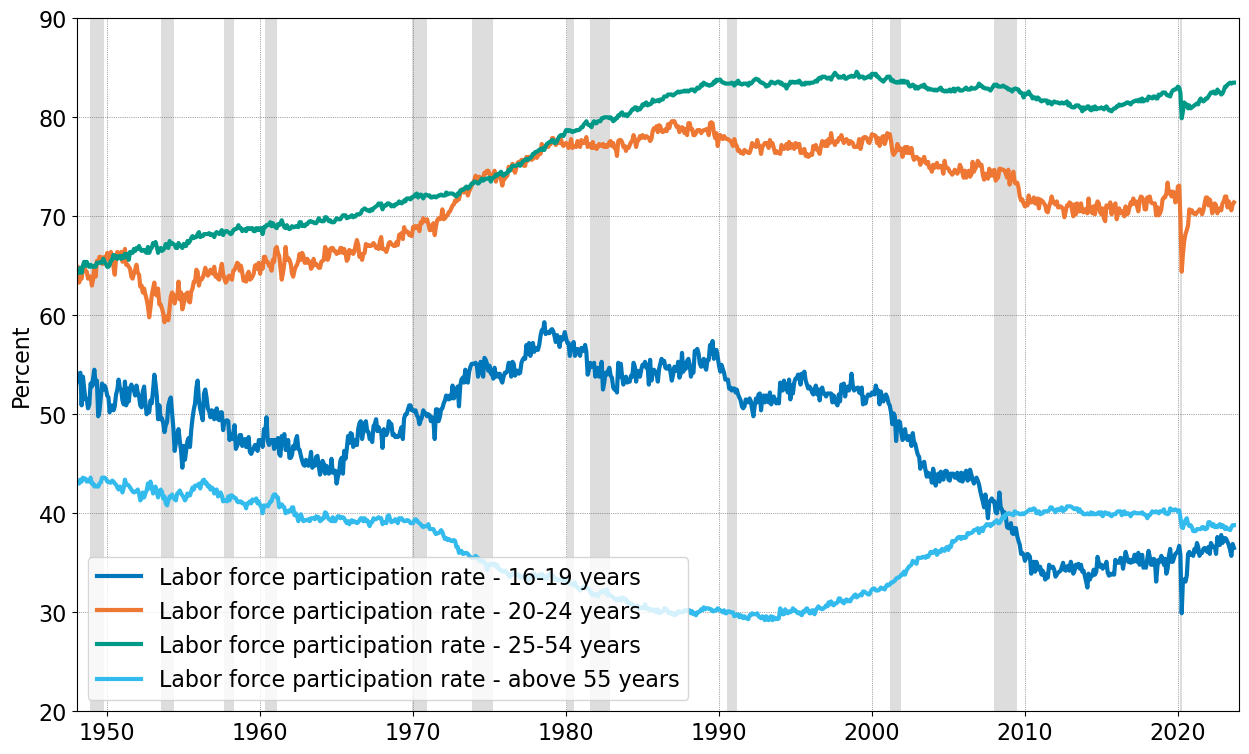 90
80
70
60
50
40
30
20
Percent
Labor force participation rate - 16-19 years
Labor force participation rate - 20-24 years
Labor force participation rate - 25-54 years
Labor force participation rate - above 55 years
1950 1960 1970 1980 1990 2000 2010 2020